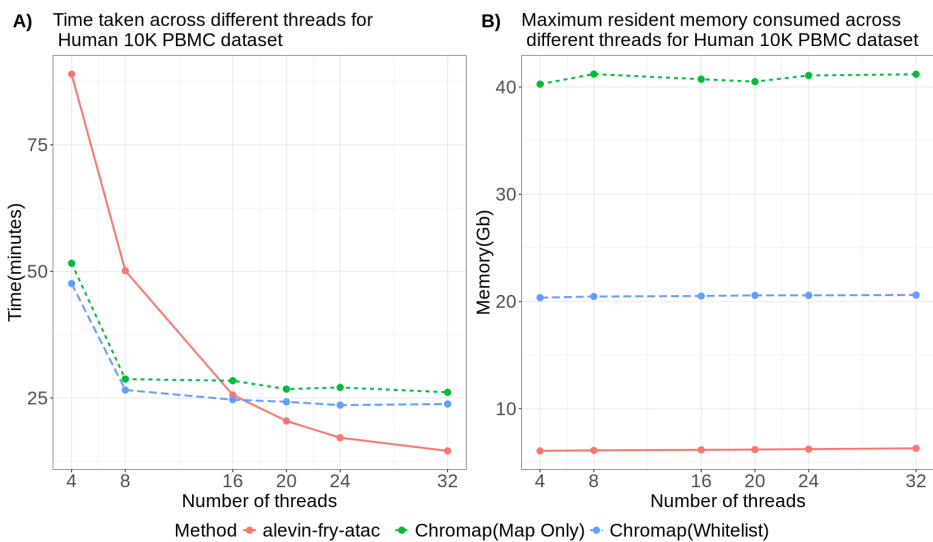 A)
Time taken across different threads for
Human 10K PBMC dataset
Time(minutes)
75
50
25
4 8 16 20 24 32
Number of threads
B)
Maximum resident memory consumed across
different threads for Human 10K PBMC dataset
Memory(Gb)
40
30
20
10
4 8 16 20 24 32
Number of threads
Method alevin-fry-atac Chromap(Map Only) Chromap(Whitelist)